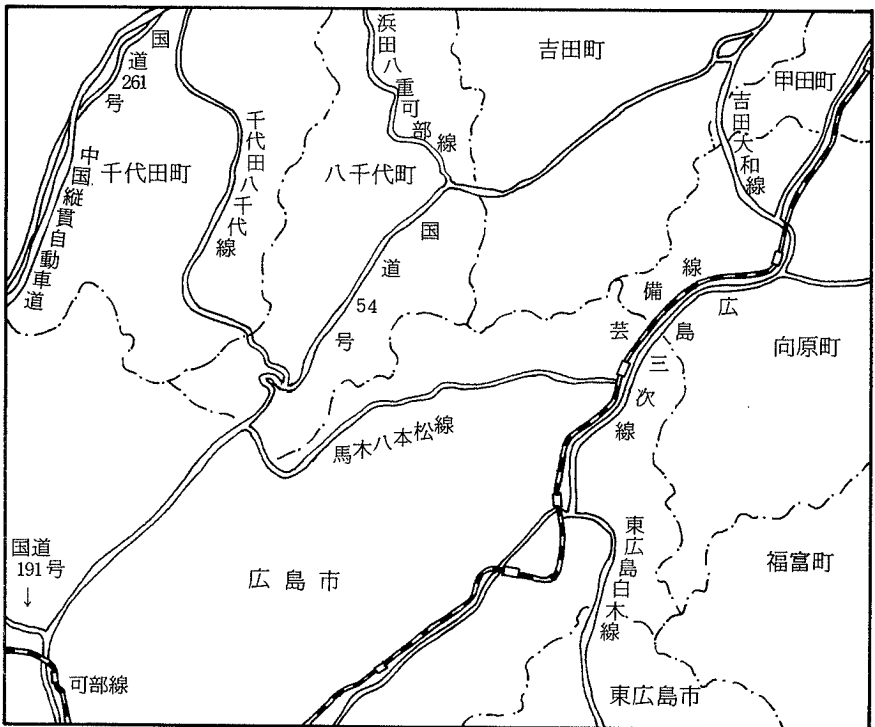 国道261号
中国縦貫自動車道
千代田町
千代田八千代線
浜田八重可部線
八千代町
吉田町
甲田町
吉田大和線
国道54号
芸備線
広島三次線
向原町
馬木八本松線
国道
191号
↓
広島市
福富町
東広島白木線
可部線
東広島市